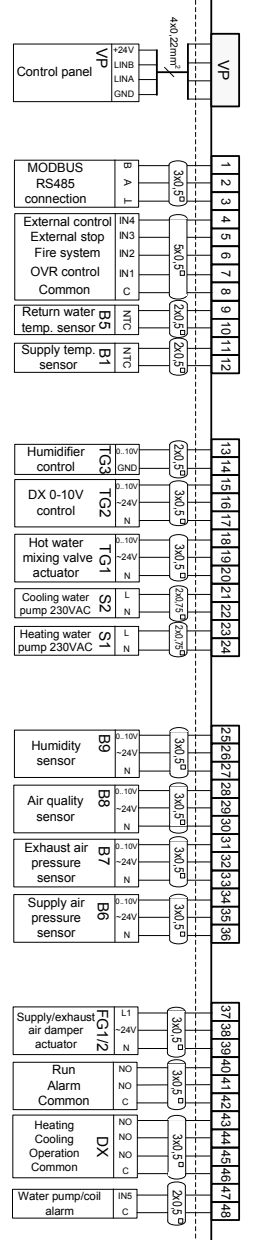 4x0,22mm²
Control panel VP +24V LINB LINA GND VP
MODBUS B 1
RS485 A 3x0,5 2
connection ⊥ 3
External control IN4 4
External stop IN3 5
Fire system IN2 5x0,5 6
OVR control IN1 7
Common C 8
Return water B5 NTC 2x0,5 9
temp. sensor 10
Supply temp. B1 NTC 2x0,5 11
sensor 12
Humidifier TG3 0..10V 2x0,5 13
control GND 14
DX 0-10V TG2 0..10V 3x0,5 15
control ~24V 16
N 17
Hot water TG1 0..10V 3x0,5 18
mixing valve ~24V 19
actuator N 20
Cooling water S2 L 2x0,75 21
pump 230VAC N 22
Heating water S1 L 2x0,75 23
pump 230VAC N 24
Humidity B9 0..10V 3x0,5 25
sensor ~24V 26
N 27
Air quality B8 0..10V 3x0,5 28
sensor ~24V 29
N 30
Exhaust air B7 0..10V 3x0,5 31
pressure ~24V 32
sensor N 33
Supply air B6 0..10V 3x0,5 34
pressure ~24V 35
sensor N 36
Supply/exhaust FG1/2 L1 3x0,5 37
air damper ~24V 38
actuator N 39
Run NO 3x0,5 40
Alarm NO 41
Common C 42
Heating DX NO 3x0,5 43
Cooling NO 44
Operation NO 45
Common C 46
Water pump/coil IN5 2x0,5 47
alarm C 48